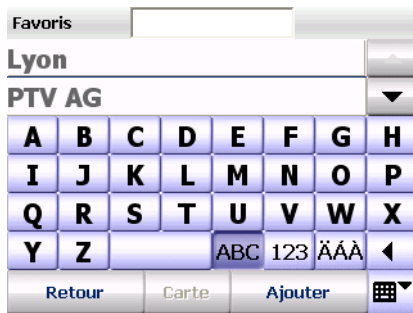 Favoris
Lyon
PTV AG
A B C D E F G H
I J K L M N O P
Q R S T U V W X
Y Z ABC 123 ÄÁÀ
Retour Carte Ajouter